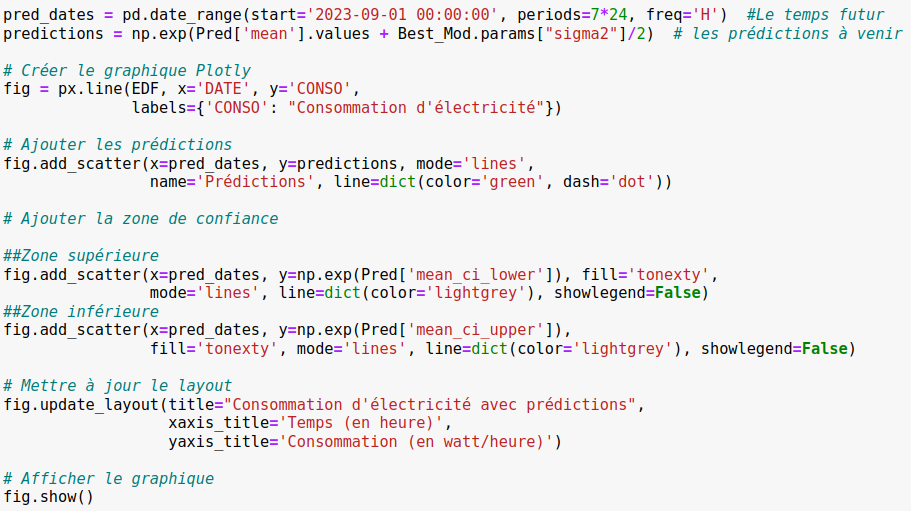 pred_dates = pd.date_range(start='2023-09-01 00:00:00', periods=7*24, freq='H')  #Le temps futur
predictions = np.exp(Pred['mean'].values + Best_Mod.params["sigma2"]/2)  # les prédictions à venir

# Créer le graphique Plotly
fig = px.line(EDF, x='DATE', y='CONSO',
              labels={'CONSO': "Consommation d'électricité"})

# Ajouter les prédictions
fig.add_scatter(x=pred_dates, y=predictions, mode='lines',
                name='Prédictions', line=dict(color='green', dash='dot'))

# Ajouter la zone de confiance

##Zone supérieure
fig.add_scatter(x=pred_dates, y=np.exp(Pred['mean_ci_lower']), fill='tonexty',
                mode='lines', line=dict(color='lightgrey'), showlegend=False)
##Zone inférieure
fig.add_scatter(x=pred_dates, y=np.exp(Pred['mean_ci_upper']),
                fill='tonexty', mode='lines', line=dict(color='lightgrey'), showlegend=False)

# Mettre à jour le layout
fig.update_layout(title="Consommation d'électricité avec prédictions",
                  xaxis_title='Temps (en heure)',
                  yaxis_title='Consommation (en watt/heure)')

# Afficher le graphique
fig.show()